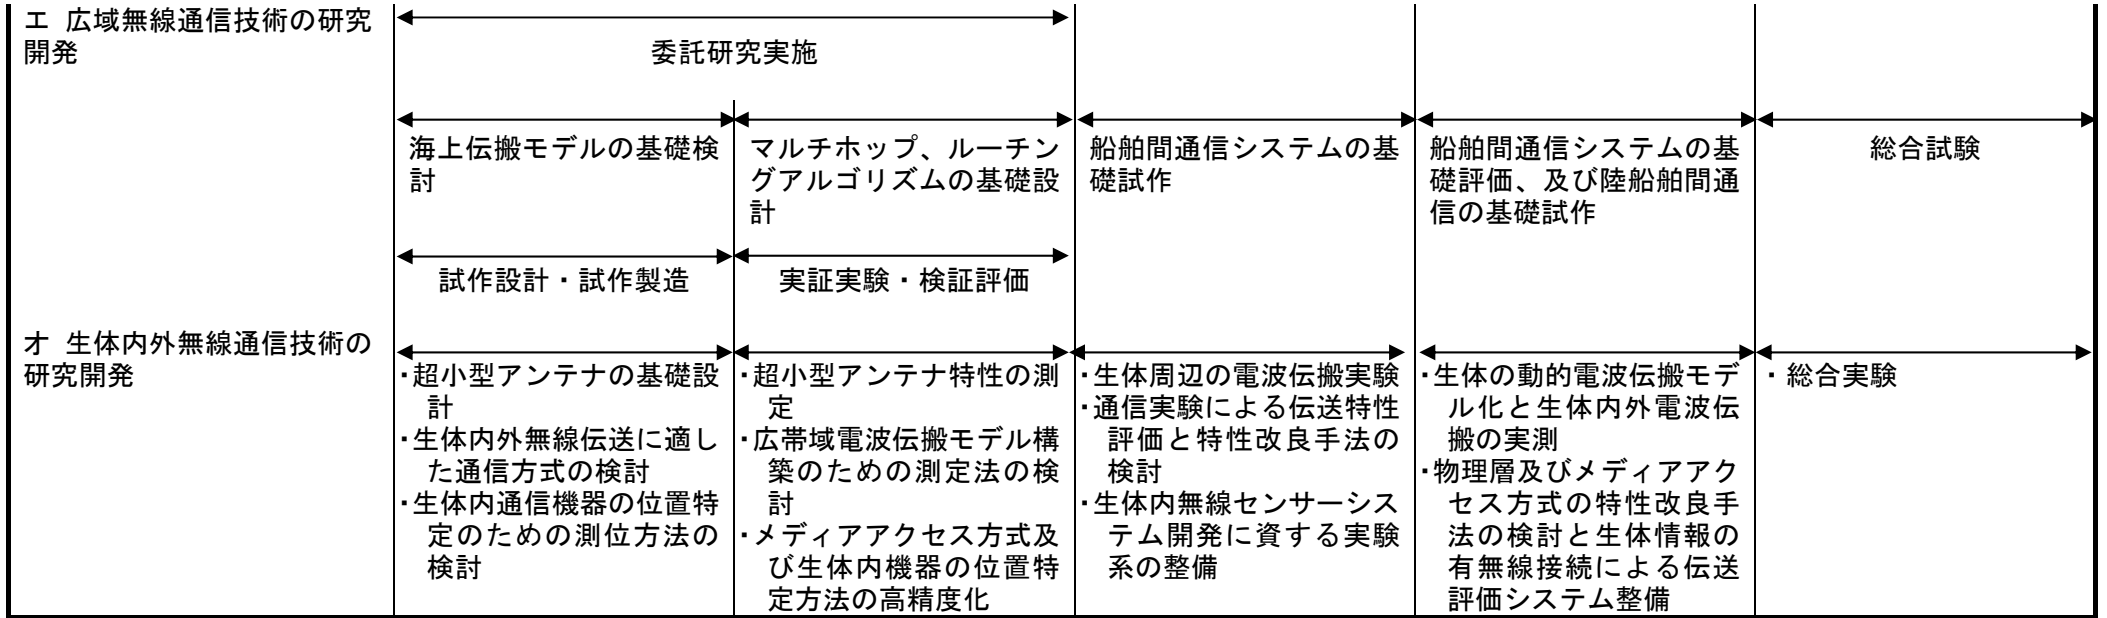 エ 広域無線通信技術の研究
開発
委託研究実施
海上伝搬モデルの基礎検
討
マルチホップ、ルーチン
グアルゴリズムの基礎設
計
船舶間通信システムの基
礎試作
船舶間通信システムの基
礎評価、及び陸船舶間通
信の基礎試作
総合試験
試作設計・試作製造
実証実験・検証評価
オ 生体内外無線通信技術の
研究開発
・超小型アンテナの基礎設
計
・生体内外無線伝送に適し
た通信方式の検討
・生体内通信機器の位置特
定のための測位方法の
検討
・超小型アンテナ特性の測
定
・広帯域電波伝搬モデル構
築のための測定法の検
討
・メディアアクセス方式及
び生体内機器の位置特
定方法の高精度化
・生体周辺の電波伝搬実験
・通信実験による伝送特性
評価と特性改良手法の
検討
・生体内無線センサーシス
テム開発に資する実験
系の整備
・生体の動的電波伝搬モデ
ル化と生体内外電波伝
搬の実測
・物理層及びメディアアク
セス方式の特性改良手
法の検討と生体情報の
有無線接続による伝送
評価システム整備
・総合実験